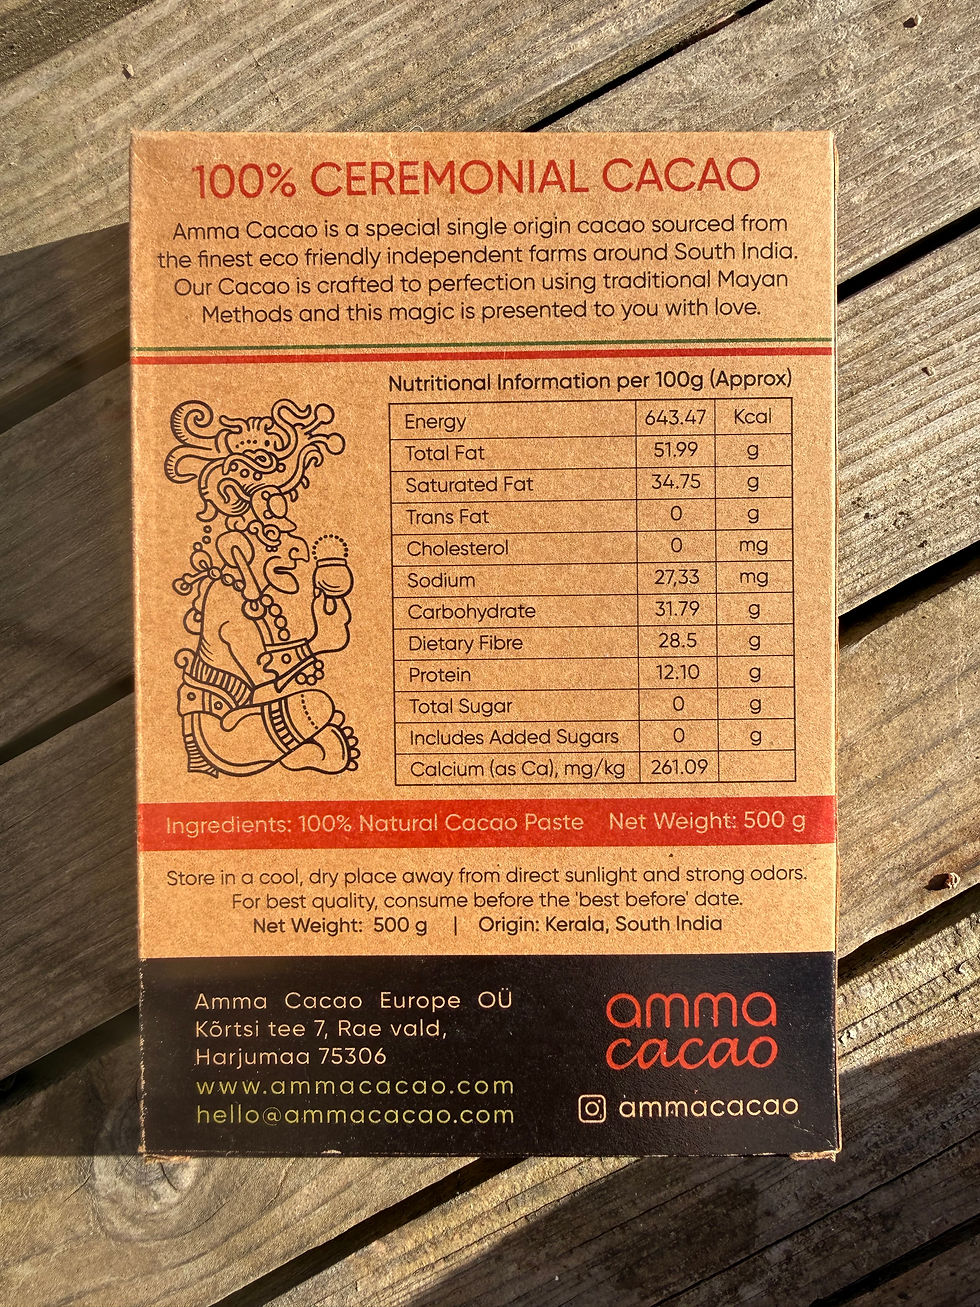 100% CEREMONIAL CACAO
Amma Cacao is a special single origin cacao sourced from
the finest eco friendly independent farms around South India.
Our Cacao is crafted to perfection using traditional Mayan
Methods and this magic is presented to you with love.
Nutritional Information per 100g (Approx)
Energy 643.47 Kcal
Total Fat 51.99 g
Saturated Fat 34.75 g
Trans Fat 0 g
Cholesterol 0 mg
Sodium 27,33 mg
Carbohydrate 31.79 g
Dietary Fibre 28.5 g
Protein 12.10 g
Total Sugar 0 g
Includes Added Sugars 0 g
Calcium (as Ca), mg/kg 261.09
Ingredients: 100% Natural Cacao Paste Net Weight: 500 g
Store in a cool, dry place away from direct sunlight and strong odors.
For best quality, consume before the 'best before' date.
Net Weight: 500 g | Origin: Kerala, South India
Amma Cacao Europe OÜ
Kõrtsi tee 7, Rae vald,
Harjumaa 75306
www.ammacacao.com
hello@ammacacao.com
amma
cacao
ammacacao